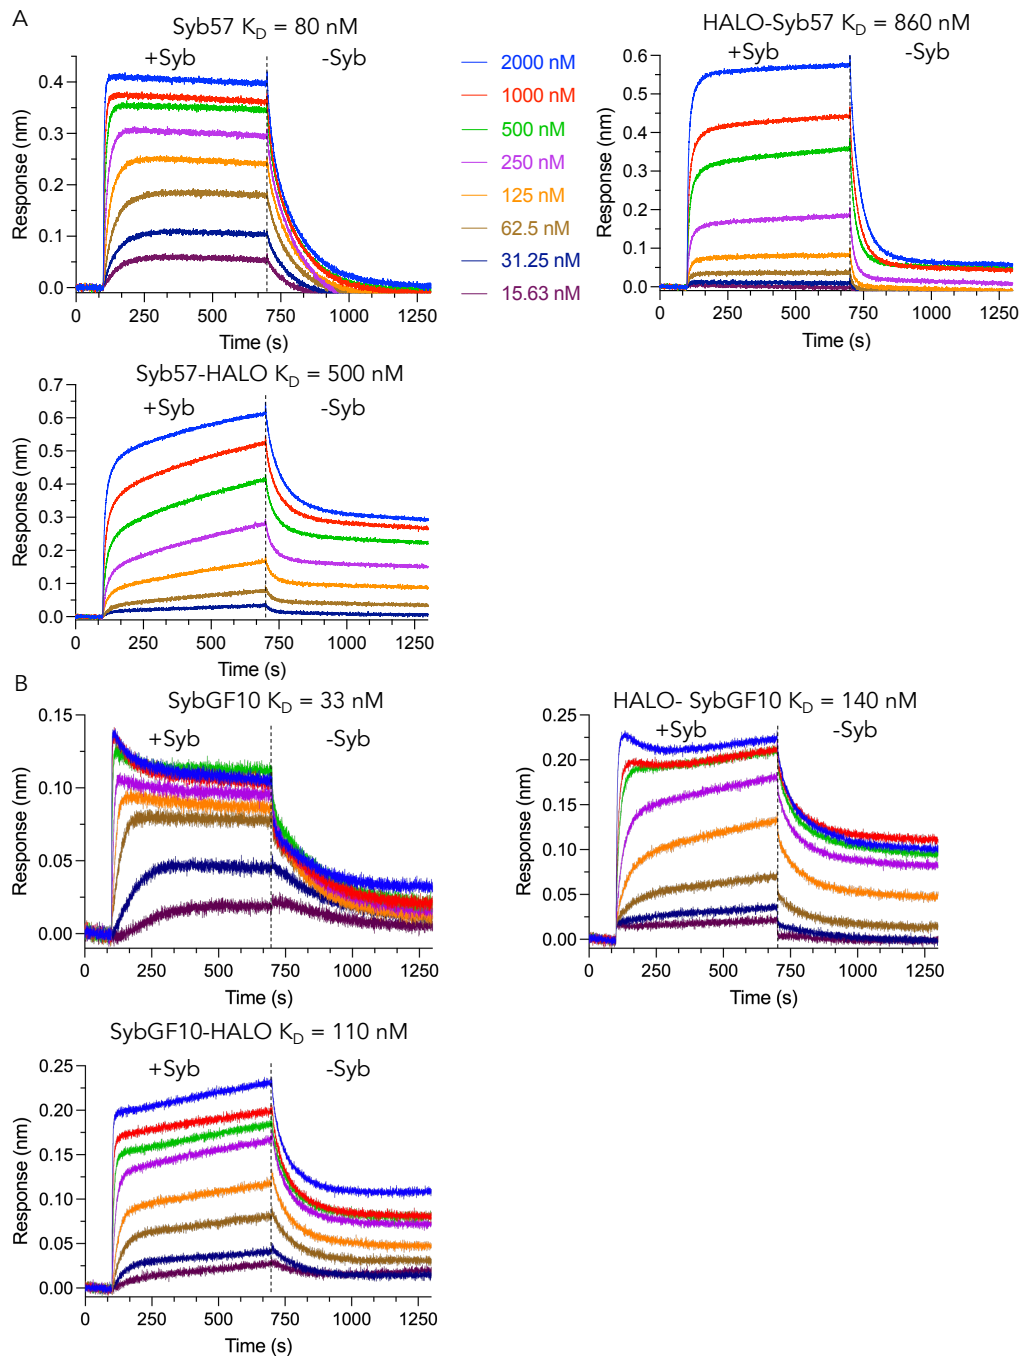 A
Syb57 K_D = 80 nM
+Syb -Syb
Response (nm)
0.4
0.3
0.2
0.1
0.0
0 250 500 750 1000 1250
Time (s)
2000 nM
1000 nM
500 nM
250 nM
125 nM
62.5 nM
31.25 nM
15.63 nM
HALO-Syb57 K_D = 860 nM
+Syb -Syb
Response (nm)
0.6
0.5
0.4
0.3
0.2
0.1
0.0
0 250 500 750 1000 1250
Time (s)
Syb57-HALO K_D = 500 nM
+Syb -Syb
Response (nm)
0.7
0.6
0.5
0.4
0.3
0.2
0.1
0.0
0 250 500 750 1000 1250
Time (s)
B
SybGF10 K_D = 33 nM
+Syb -Syb
Response (nm)
0.15
0.10
0.05
0.00
0 250 500 750 1000 1250
Time (s)
HALO- SybGF10 K_D = 140 nM
+Syb -Syb
Response (nm)
0.25
0.20
0.15
0.10
0.05
0.00
0 250 500 750 1000 1250
Time (s)
SybGF10-HALO K_D = 110 nM
+Syb -Syb
Response (nm)
0.25
0.20
0.15
0.10
0.05
0.00
0 250 500 750 1000 1250
Time (s)